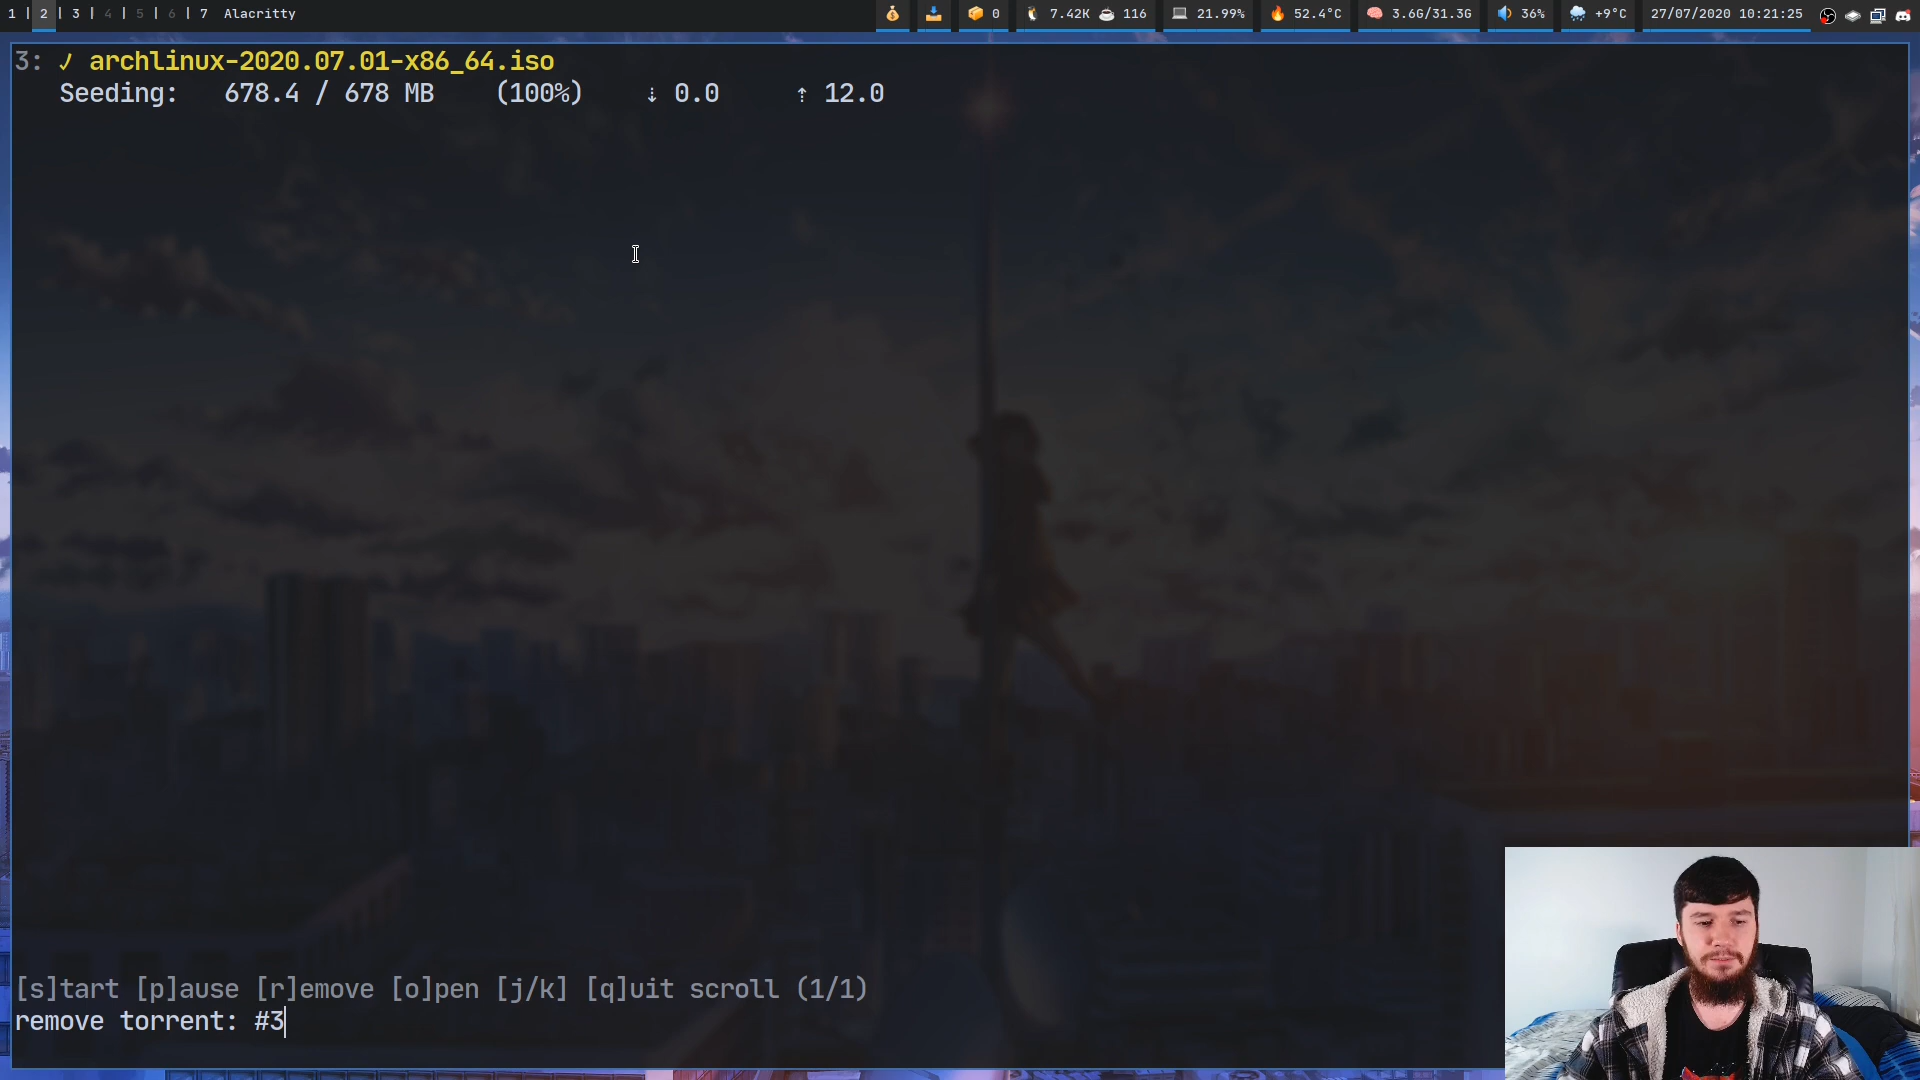 1 | 2 | 3 | 4 | 5 | 6 | 7 Alacritty 0 7.42K 116 21.99% 52.4°C 3.6G/31.3G 36% +9°C 27/07/2020 10:21:25
3: ✓ archlinux-2020.07.01-x86_64.iso
Seeding: 678.4 / 678 MB (100%) ↓ 0.0 ↑ 12.0
[s]tart [p]ause [r]emove [o]pen [j/k] [q]uit scroll (1/1)
remove torrent: #3